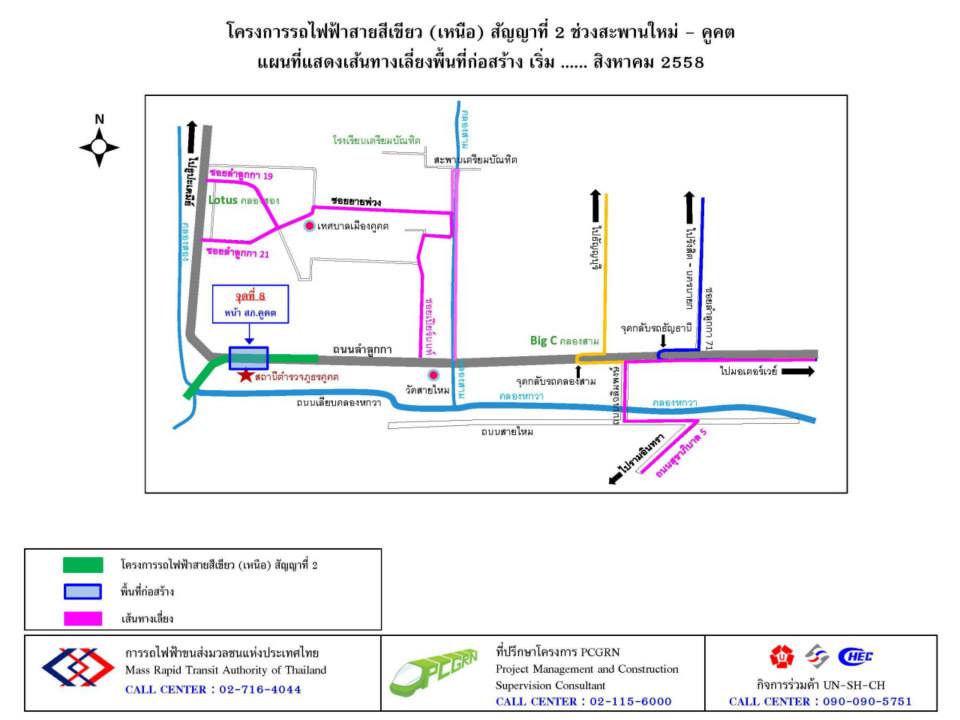 โครงการรถไฟฟ้าสายสีเขียว (เหนือ) สัญญาที่ 2 ช่วงสะพานใหม่ - คูคต
แผนที่แสดงเส้นทางเลี่ยงพื้นที่ก่อสร้าง เริ่ม ...... สิงหาคม 2558
N
คลองสาม
โรงเรียนเตรียมบัณฑิต
สะพานเตรียมบัณฑิต
ไปธูปะเตมีย์
ซอยลำลูกกา 19
Lotus คลองสอง
ซอยยายพ่วง
เทศบาลเมืองคูคต
คลองสอง
ซอยลำลูกกา 21
ไปธัญบุรี
ไปรังสิต - นครนายก
ซอยลำลูกกา 71
จุดที่ 8
หน้า สภ.คูคต
ถนนลำลูกกา
Big C คลองสาม
จุดกลับรถธัญธานี
สถานีตำรวจภูธรคูคต
วัดสายไหม
คลองสาม
จุดกลับรถคลองสาม
ไปมอเตอร์เวย์
ถนนเลียบคลองหกวา
คลองหกวา
คลองหกวา
ถนนสายไหม
ไปรามอินทรา
ถนนสุขาภิบาล 5
โครงการรถไฟฟ้าสายสีเขียว (เหนือ) สัญญาที่ 2
พื้นที่ก่อสร้าง
เส้นทางเลี่ยง
การรถไฟฟ้าขนส่งมวลชนแห่งประเทศไทย
Mass Rapid Transit Authority of Thailand
CALL CENTER : 02-716-4044
PCGRN
ที่ปรึกษาโครงการ PCGRN
Project Management and Construction
Supervision Consultant
CALL CENTER : 02-115-6000
CHEC
กิจการร่วมค้า UN-SH-CH
CALL CENTER : 090-090-5751